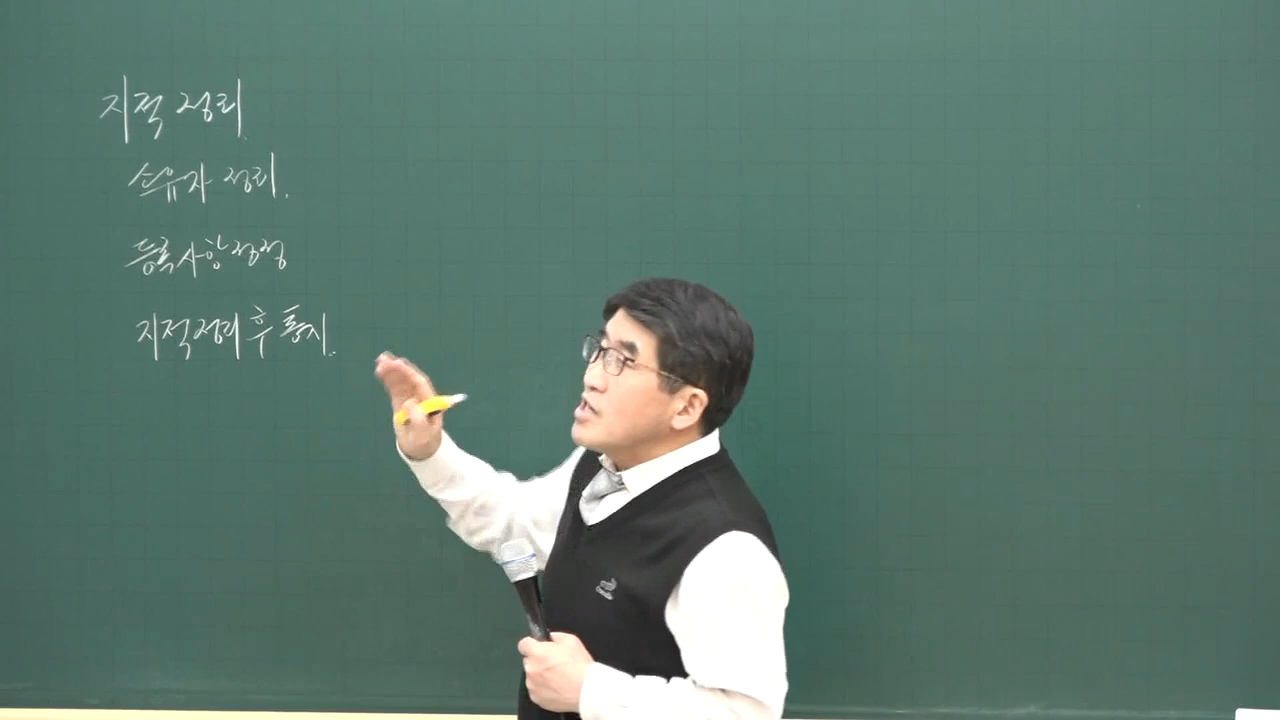 지적 정리
소유자 정리.
등록사항정정
지적정리 후 통지.